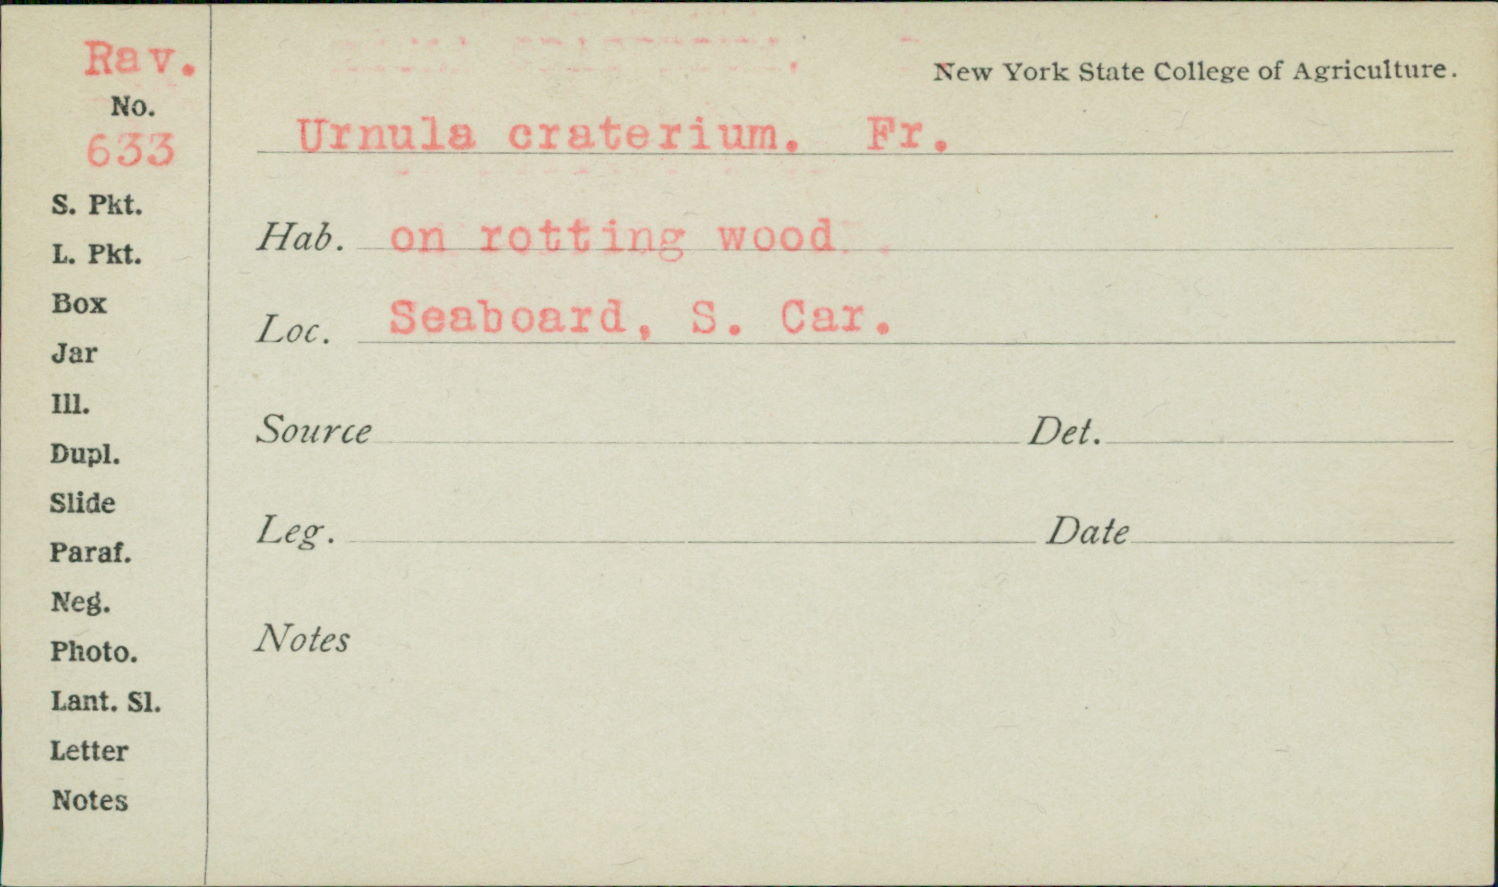 Rav.
New York State College of Agriculture.
No.
633
Urnula craterium. Fr.
S. Pkt.
Hab. on rotting wood
L. Pkt.
Box
Loc. Seaboard, S. Car.
Jar
Ill.
Source Det.
Dupl.
Slide
Leg. Date
Paraf.
Neg.
Notes
Photo.
Lant. Sl.
Letter
Notes